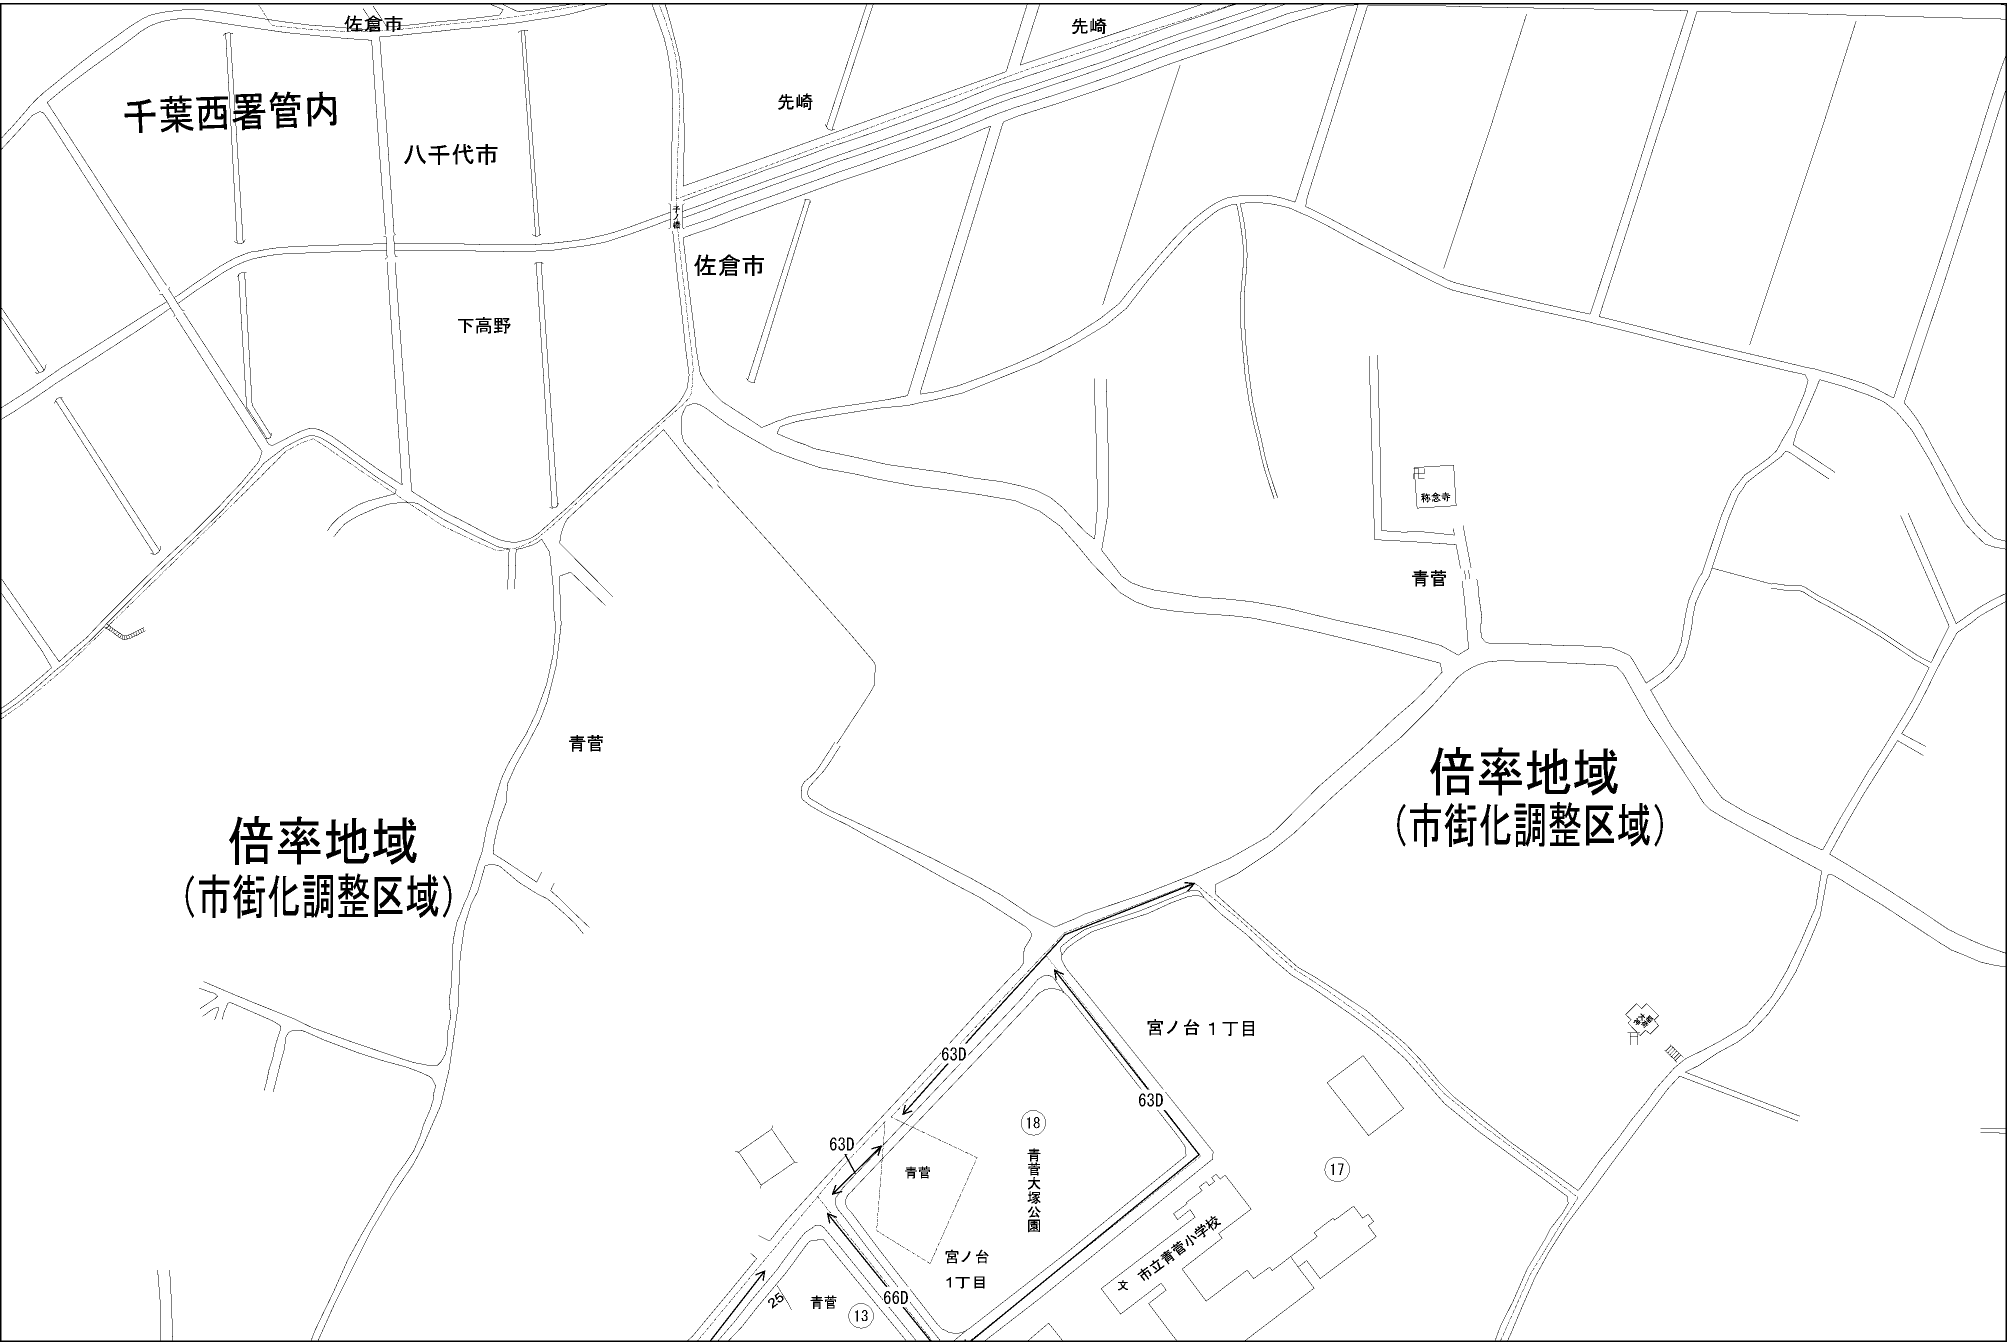 佐倉市
先崎
千葉西署管内
先崎
八千代市
子ノ橋
佐倉市
下高野
称念寺
青菅
青菅
倍率地域
(市街化調整区域)
倍率地域
(市街化調整区域)
宮ノ台1丁目
63D
63D
18
63D
青菅大塚公園
17
青菅
市立青菅小学校
文
宮ノ台
1丁目
66D
25
青菅
13